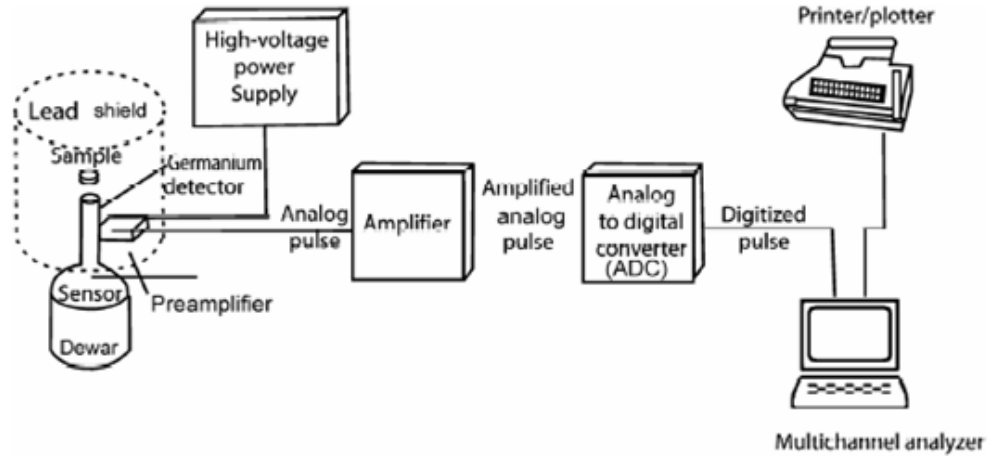 Printer/plotter
High-voltage
power
Supply
Lead shield
Sample
Germanium
detector
Analog
pulse
Amplifier
Amplified
analog
pulse
Analog
to digital
converter
(ADC)
Digitized
pulse
Sensor
Preamplifier
Dewar
Multichannel analyzer